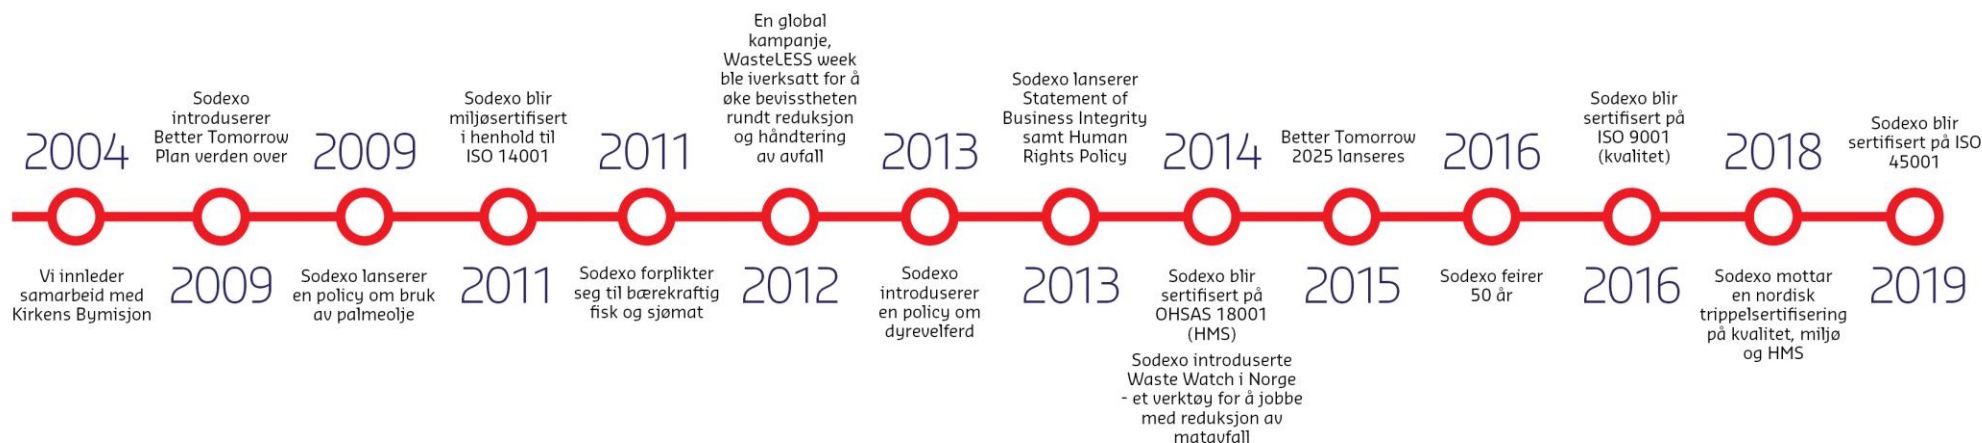 2004
Vi innleder
samarbeid med
Kirkens Bymisjon
Sodexo
introduserer
Better Tomorrow
Plan verden over
2009
2009
Sodexo lanserer
en policy om bruk
av palmeolje
Sodexo blir
miljøsertifisert
i henhold til
ISO 14001
2011
2011
Sodexo forplikter
seg til bærekraftig
fisk og sjømat
En global
kampanje,
WasteLESS week
ble iverksatt for å
øke bevisstheten
rundt reduksjon
og håndtering
av avfall
2012
2013
Sodexo
introduserer
en policy om
dyrevelferd
Sodexo lanserer
Statement of
Business Integrity
samt Human
Rights Policy
2013
2014
Sodexo blir
sertifisert på
OHSAS 18001
(HMS)
Sodexo introduserte
Waste Watch i Norge
- et verktøy for å jobbe
med reduksjon av
matavfall
Better Tomorrow
2025 lanseres
2015
2016
Sodexo feirer
50 år
Sodexo blir
sertifisert på
ISO 9001
(kvalitet)
2016
2018
Sodexo mottar
en nordisk
trippelsertifisering
på kvalitet, miljø
og HMS
Sodexo blir
sertifisert på ISO
45001
2019